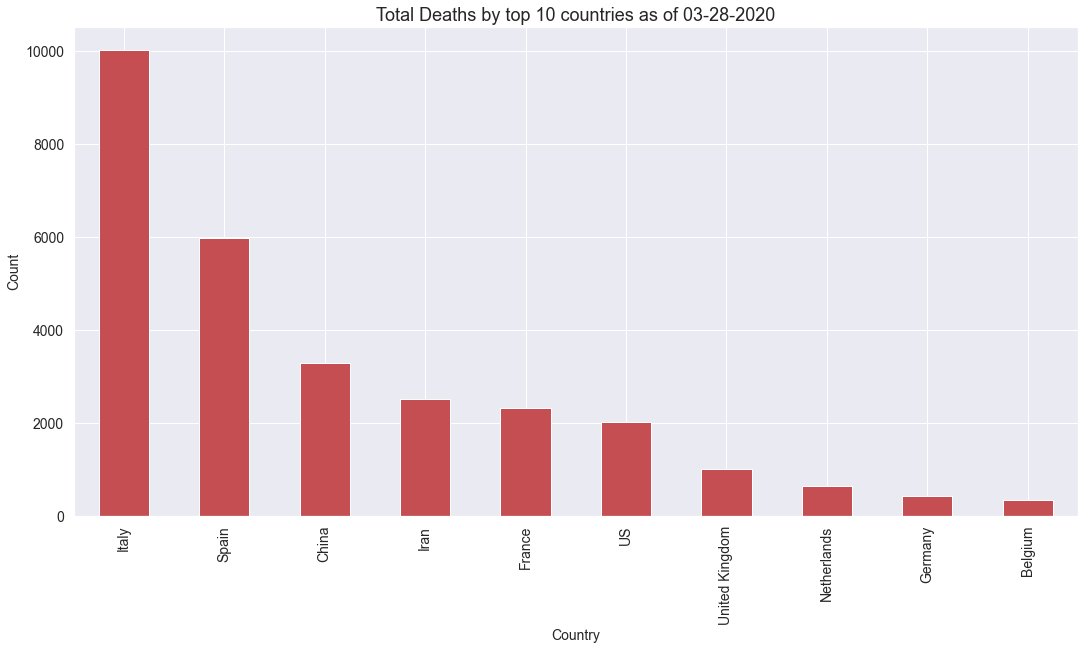 Total Deaths by top 10 countries as of 03-28-2020
Count
10000
8000
6000
4000
2000
0
Italy
Spain
China
Iran
France
US
United Kingdom
Netherlands
Germany
Belgium
Country